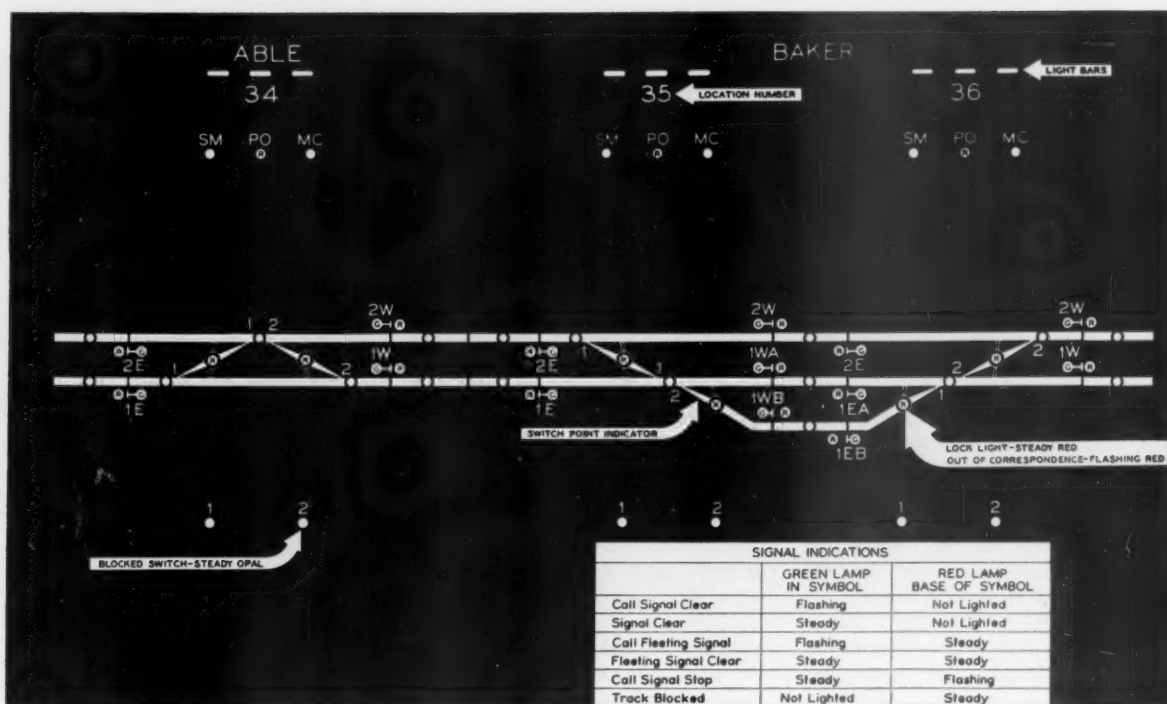 ABLE BAKER
34 35 LOCATION NUMBER 36 LIGHT BARS
SM PO MC SM PO MC SM PO MC
R R R
2W 2W 2W
G R G R G R
1 2
R G 2E R 1W R G 2E 1 R 1WA R G 2E R 2 1W
1 2 G R R G 1 G R 2 G R
R G 1E R G 1E 2 R 1WB R G 1EA R 1
SWITCH POINT INDICATOR G R R G 1EB
LOCK LIGHT-STEADY RED
OUT OF CORRESPONDENCE-FLASHING RED
1 2 1 2 1 2
BLOCKED SWITCH-STEADY OPAL
SIGNAL INDICATIONS
GREEN LAMP IN SYMBOL RED LAMP BASE OF SYMBOL
Call Signal Clear Flashing Not Lighted
Signal Clear Steady Not Lighted
Call Fleeting Signal Flashing Steady
Fleeting Signal Clear Steady Steady
Call Signal Stop Steady Flashing
Track Blocked Not Lighted Steady